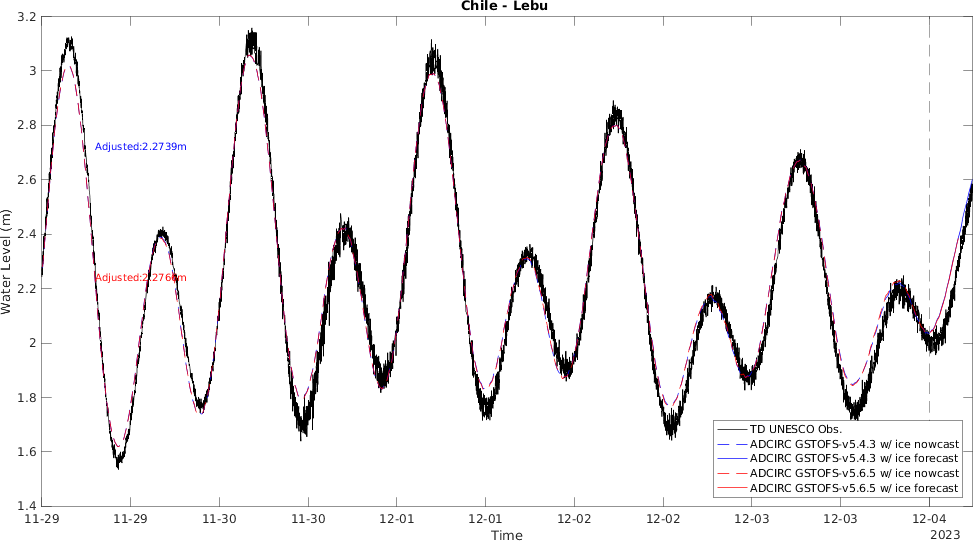 Chile - Lebu
3.2
3
2.8
2.6
2.4
2.2
2
1.8
1.6
1.4
Water Level (m)
Adjusted:2.2739m
TD UNESCO Obs.
ADCIRC GSTOFS-v5.4.3 w/ ice nowcast
ADCIRC GSTOFS-v5.4.3 w/ ice forecast
ADCIRC GSTOFS-v5.6.5 w/ ice nowcast
ADCIRC GSTOFS-v5.6.5 w/ ice forecast
11-29 11-29 11-30 11-30 12-01 12-01 12-02 12-02 12-03 12-03 12-04
Time
2023